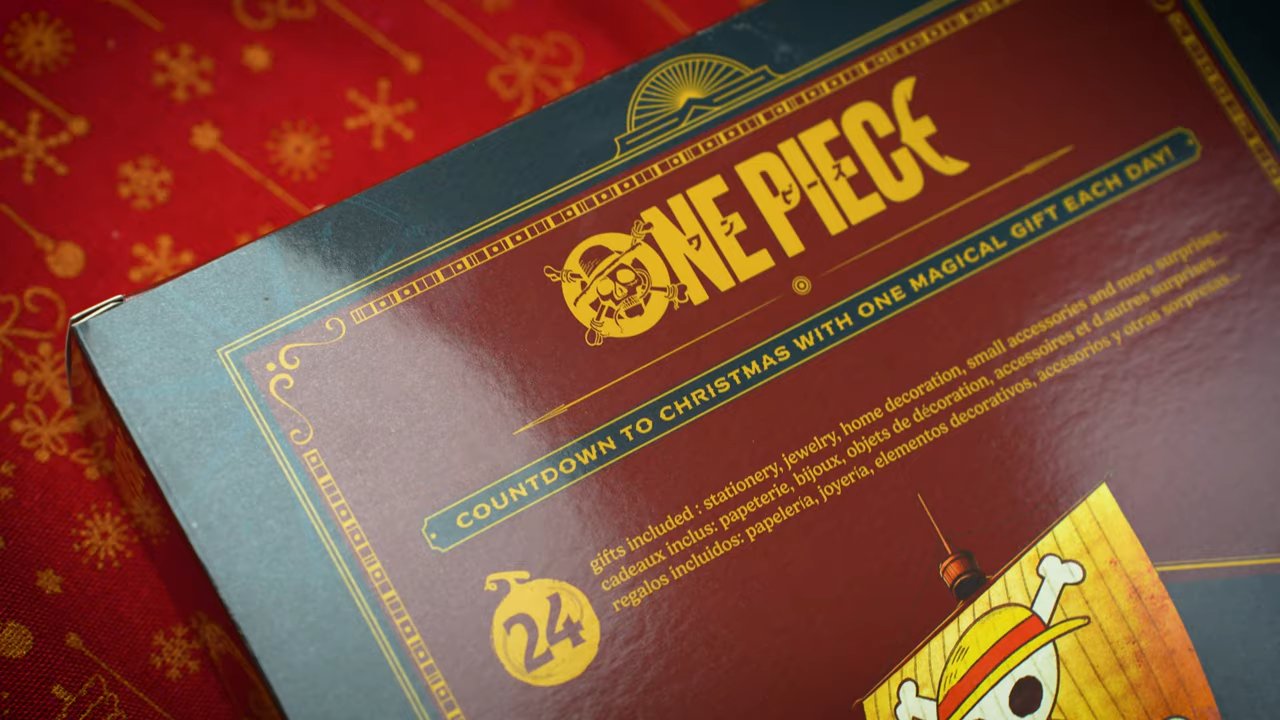 ONE PIECE
ワンピース
COUNTDOWN TO CHRISTMAS WITH ONE MAGICAL GIFT EACH DAY!
gifts included : stationery, jewelry, home decoration, small accessories and more surprises...
cadeaux inclus: papeterie, bijoux, objets de décoration, accessoires et d.autres surprises...
regalos incluidos: papelería, joyería, elementos decorativos, accesorios y otras sorpresas...
24